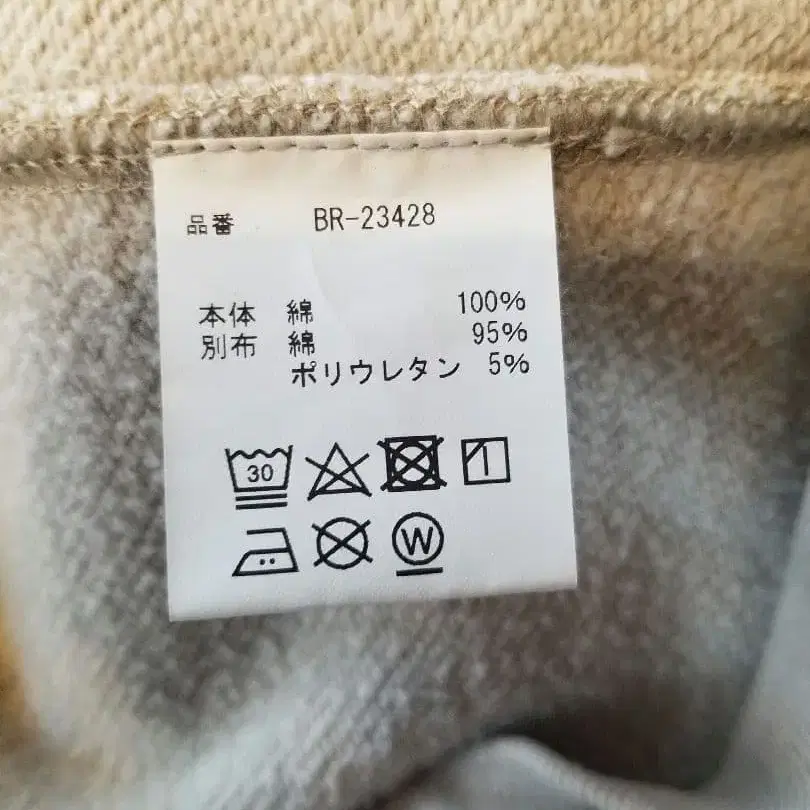 品番 BR-23428
本体 綿 100%
別布 綿 95%
ポリウレタン 5%
30
W